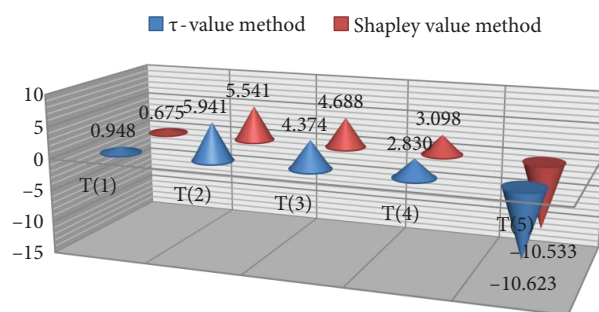 τ-value method Shapley value method
10
5
0
−5
−10
−15
0.948
0.675
5.941
5.541
4.374
4.688
2.830
3.098
−10.533
−10.623
T(1)
T(2)
T(3)
T(4)
T(5)